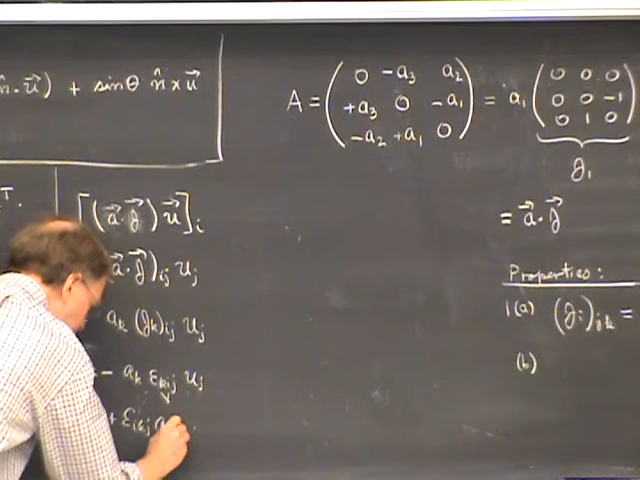 n̂·u⃗) + sinθ n̂×u⃗
A = ( 0 -a₃ a₂
+a₃ 0 -a₁
-a₂ +a₁ 0 ) = a₁ ( 0 0 0
0 0 -1
0 1 0 )
J₁
= a⃗·J⃗
Properties:
1(a) (Jᵢ)ⱼₖ =
(b)
T.
[(a⃗·J⃗)u⃗]ᵢ
a⃗·J⃗)ᵢⱼ uⱼ
aₖ (Jₖ)ᵢⱼ uⱼ
- aₖ εₖᵢⱼ uⱼ
+ εᵢₖⱼ a